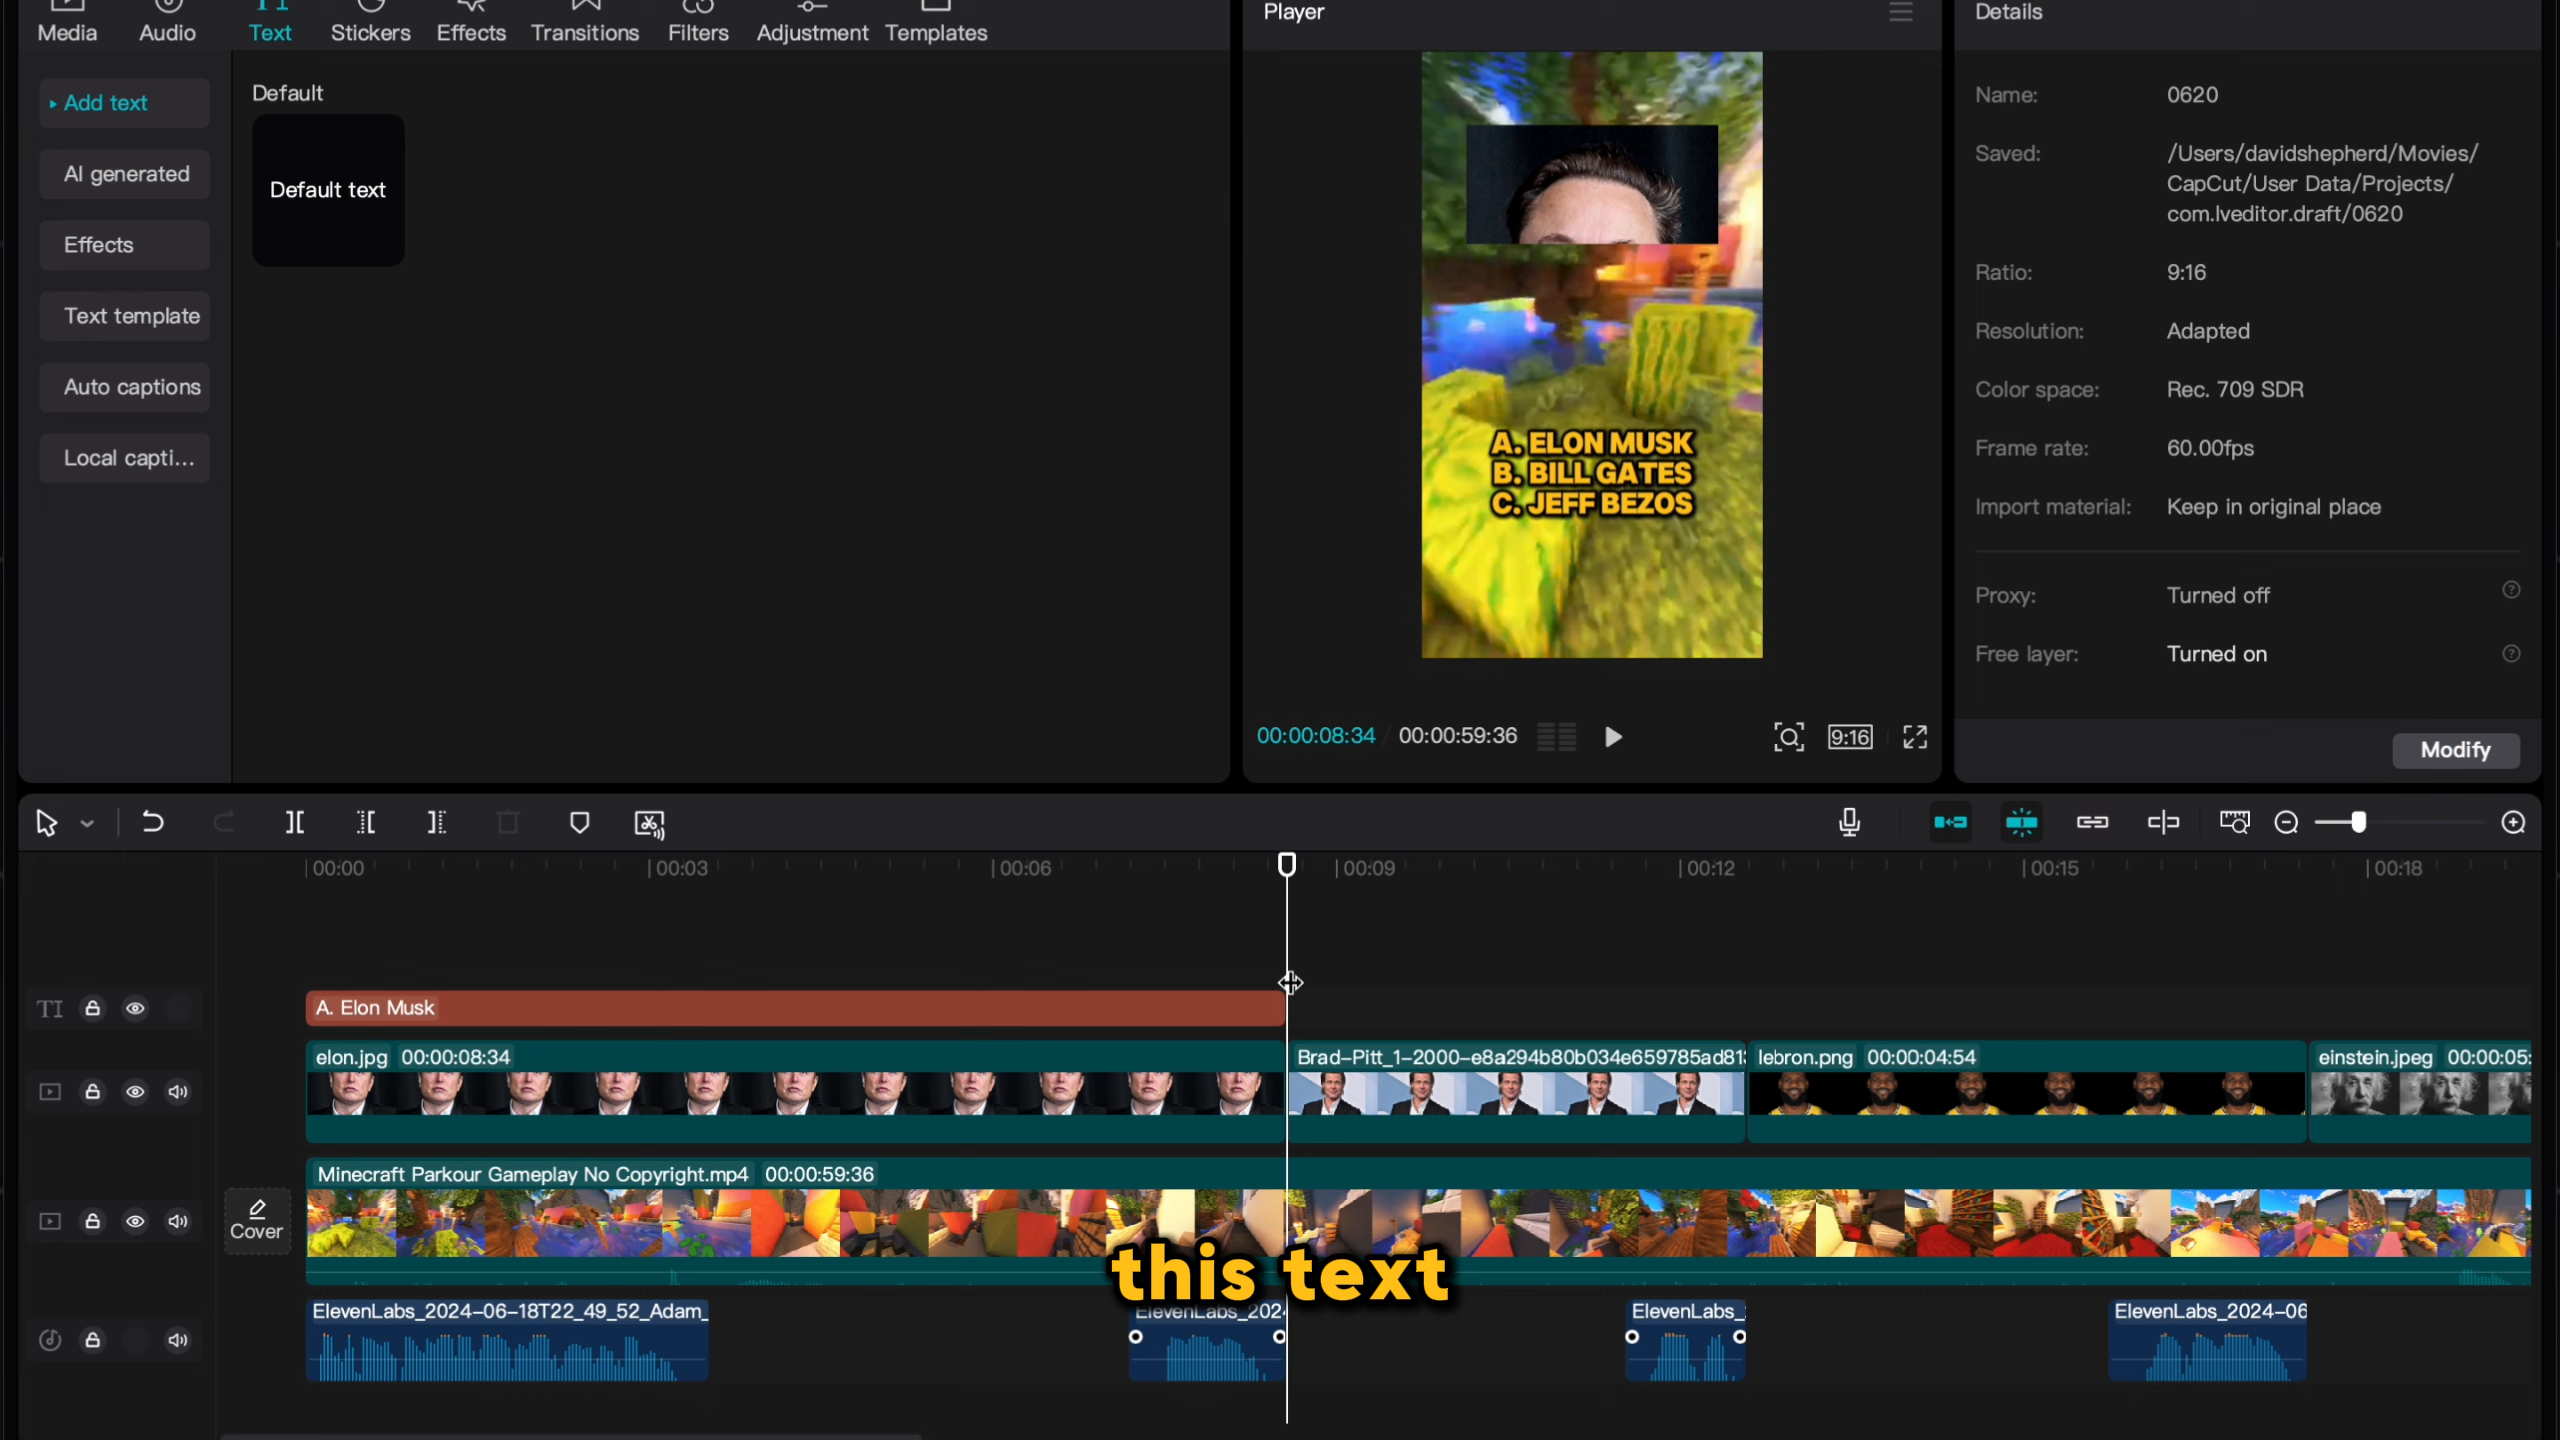 Media
Audio
Text
Stickers
Effects
Transitions
Filters
Adjustment
Templates
Player
Details
Add text
AI generated
Effects
Text template
Auto captions
Local capti...
Default
Default text
A. ELON MUSK
B. BILL GATES
C. JEFF BEZOS
00:00:08:34 / 00:00:59:36
9:16
Name: 0620
Saved: /Users/davidshepherd/Movies/
CapCut/User Data/Projects/
com.lveditor.draft/0620
Ratio: 9:16
Resolution: Adapted
Color space: Rec. 709 SDR
Frame rate: 60.00fps
Import material: Keep in original place
Proxy: Turned off
Free layer: Turned on
Modify
00:00
00:03
00:06
00:09
00:12
00:15
00:18
TI
A. Elon Musk
elon.jpg 00:00:08:34
Brad-Pitt_1-2000-e8a294b80b034e659785ad81
lebron.png 00:00:04:54
einstein.jpeg 00:00:05:
Cover
Minecraft Parkour Gameplay No Copyright.mp4 00:00:59:36
this text
ElevenLabs_2024-06-18T22_49_52_Adam_
ElevenLabs_202
ElevenLabs_
ElevenLabs_2024-06